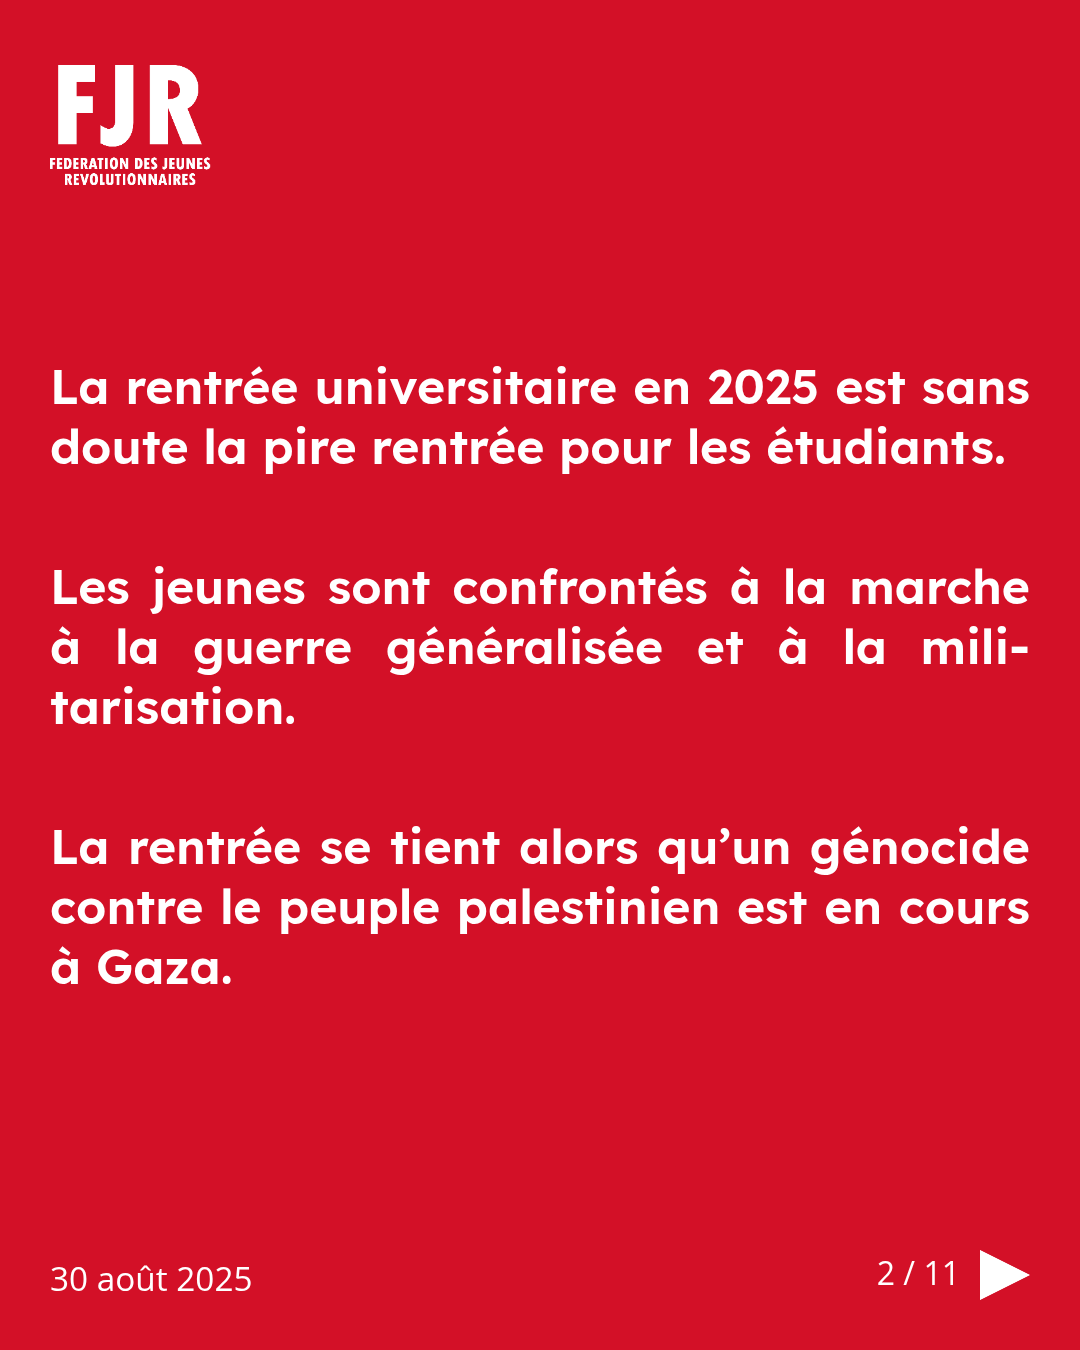 FJR
FEDERATION DES JEUNES
REVOLUTIONNAIRES
La rentrée universitaire en 2025 est sans
doute la pire rentrée pour les étudiants.
Les jeunes sont confrontés à la marche
à la guerre généralisée et à la mili-
tarisation.
La rentrée se tient alors qu’un génocide
contre le peuple palestinien est en cours
à Gaza.
30 août 2025
2 / 11